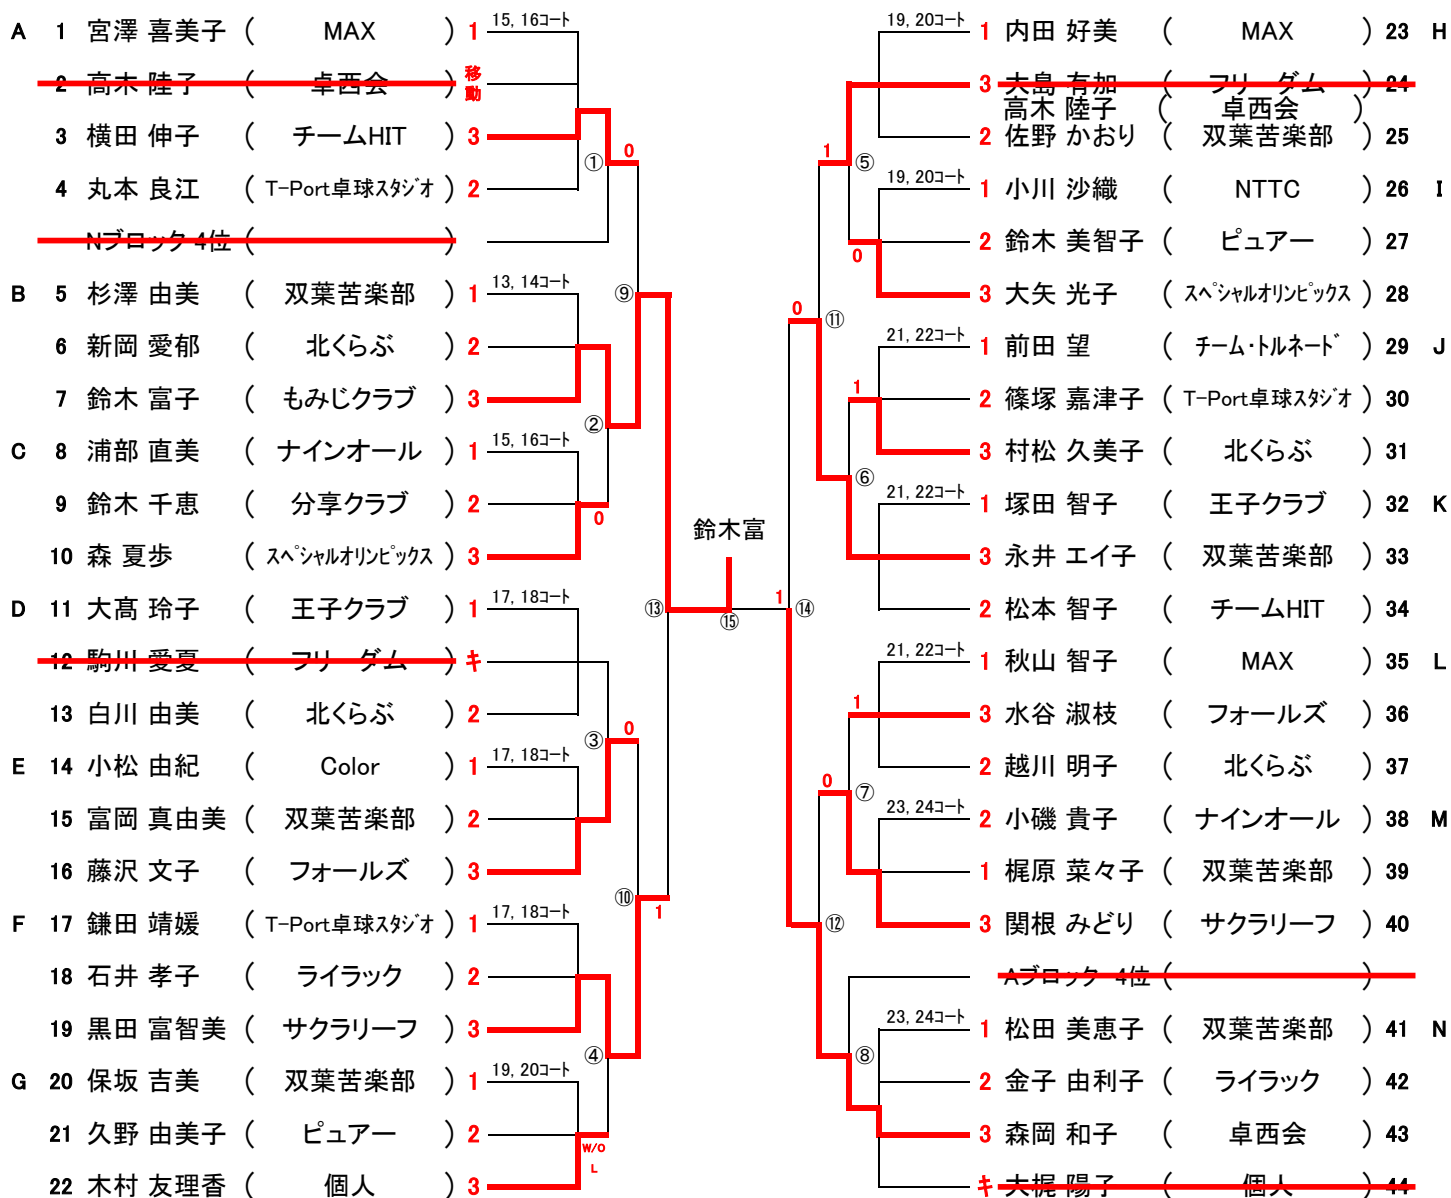 A 1 宮澤 喜美子 ( MAX ) 1 15, 16コート
2 高木 陸子 ( 卓西会 ) 移動
3 横田 伸子 ( チームHIT ) 3
① 0
4 丸本 良江 ( T-Port卓球スタジオ ) 2
Nブロック 4位 ( )
B 5 杉澤 由美 ( 双葉苦楽部 ) 1 13, 14コート
⑨
6 新岡 愛郁 ( 北くらぶ ) 2
7 鈴木 富子 ( もみじクラブ ) 3
②
C 8 浦部 直美 ( ナインオール ) 1 15, 16コート
9 鈴木 千恵 ( 分享クラブ ) 2
0
10 森 夏歩 ( スペシャルオリンピックス ) 3
D 11 大髙 玲子 ( 王子クラブ ) 1 17, 18コート
⑬
12 駒川 愛夏 ( フリーダム ) キ
13 白川 由美 ( 北くらぶ ) 2
③ 0
E 14 小松 由紀 ( Color ) 1 17, 18コート
15 富岡 真由美 ( 双葉苦楽部 ) 2
16 藤沢 文子 ( フォールズ ) 3
⑩ 1
F 17 鎌田 靖媛 ( T-Port卓球スタジオ ) 1 17, 18コート
18 石井 孝子 ( ライラック ) 2
19 黒田 富智美 ( サクラリーフ ) 3
④
G 20 保坂 吉美 ( 双葉苦楽部 ) 1 19, 20コート
21 久野 由美子 ( ピュアー ) 2
W/O
L
22 木村 友理香 ( 個人 ) 3
鈴木富
⑮
19, 20コート 1 内田 好美 ( MAX ) 23 H
3 大島 有加 ( フリーダム ) 24
高木 陸子 ( 卓西会 )
2 佐野 かおり ( 双葉苦楽部 ) 25
1 ⑤
19, 20コート 1 小川 沙織 ( NTTC ) 26 I
2 鈴木 美智子 ( ピュアー ) 27
0
3 大矢 光子 ( スペシャルオリンピックス ) 28
0 ⑪
21, 22コート 1 前田 望 ( チーム・トルネード ) 29 J
1
2 篠塚 嘉津子 ( T-Port卓球スタジオ ) 30
3 村松 久美子 ( 北くらぶ ) 31
⑥
21, 22コート 1 塚田 智子 ( 王子クラブ ) 32 K
3 永井 エイ子 ( 双葉苦楽部 ) 33
1 ⑭
2 松本 智子 ( チームHIT ) 34
21, 22コート 1 秋山 智子 ( MAX ) 35 L
1
3 水谷 淑枝 ( フォールズ ) 36
2 越川 明子 ( 北くらぶ ) 37
0 ⑦
23, 24コート 2 小磯 貴子 ( ナインオール ) 38 M
1 梶原 菜々子 ( 双葉苦楽部 ) 39
3 関根 みどり ( サクラリーフ ) 40
⑫
Aブロック 4位 ( )
23, 24コート 1 松田 美恵子 ( 双葉苦楽部 ) 41 N
⑧
2 金子 由利子 ( ライラック ) 42
3 森岡 和子 ( 卓西会 ) 43
キ 大梶 陽子 ( 個人 ) 44